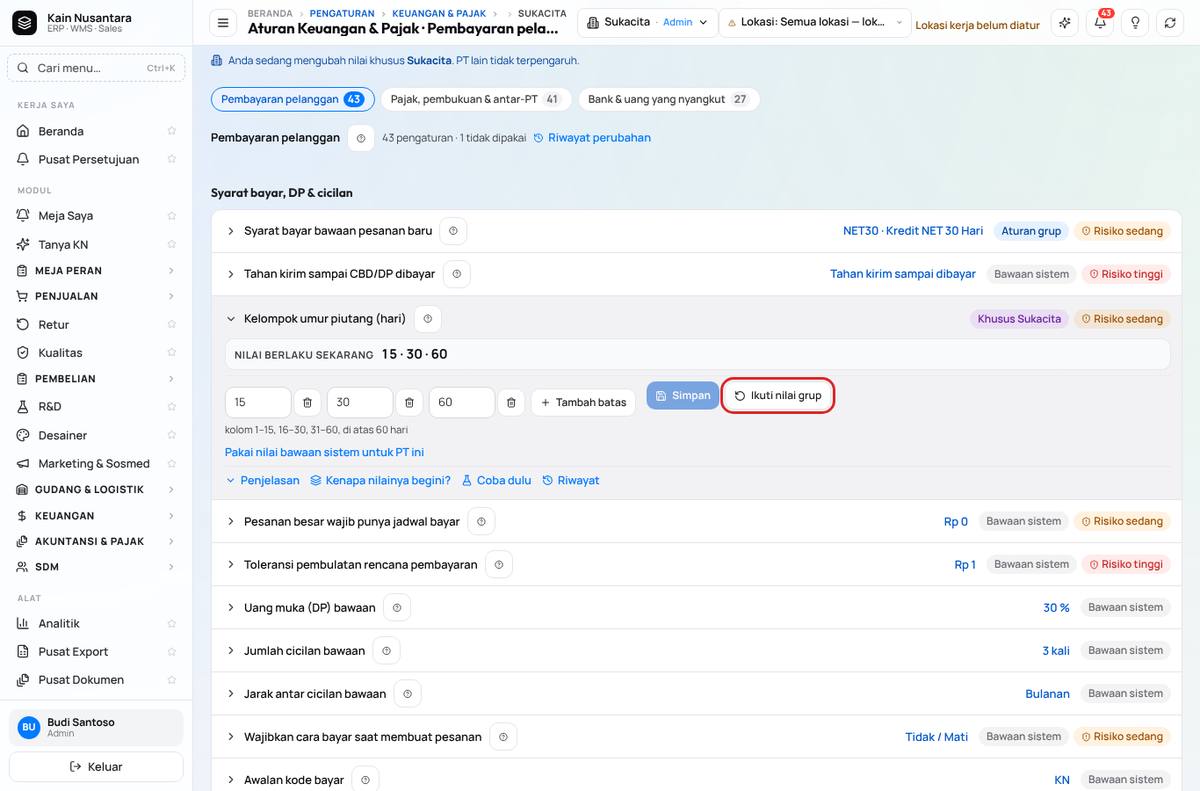 Kain Nusantara
ERP · WMS · Sales
Cari menu...
Ctrl+K
KERJA SAYA
Beranda
Pusat Persetujuan
MODUL
Meja Saya
Tanya KN
MEJA PERAN
PENJUALAN
Retur
Kualitas
PEMBELIAN
R&D
Desainer
Marketing & Sosmed
GUDANG & LOGISTIK
KEUANGAN
AKUNTANSI & PAJAK
SDM
ALAT
Analitik
Pusat Export
Pusat Dokumen
BU
Budi Santoso
Admin
Keluar
BERANDA > PENGATURAN > KEUANGAN & PAJAK > > SUKACITA
Aturan Keuangan & Pajak · Pembayaran pela...
Sukacita · Admin
Lokasi: Semua lokasi — lok...
Lokasi kerja belum diatur
43
Anda sedang mengubah nilai khusus Sukacita. PT lain tidak terpengaruh.
Pembayaran pelanggan 43
Pajak, pembukuan & antar-PT 41
Bank & uang yang nyangkut 27
Pembayaran pelanggan
43 pengaturan · 1 tidak dipakai
Riwayat perubahan
Syarat bayar, DP & cicilan
Syarat bayar bawaan pesanan baru
NET30 · Kredit NET 30 Hari
Aturan grup
Risiko sedang
Tahan kirim sampai CBD/DP dibayar
Tahan kirim sampai dibayar
Bawaan sistem
Risiko tinggi
Kelompok umur piutang (hari)
Khusus Sukacita
Risiko sedang
NILAI BERLAKU SEKARANG 15 · 30 · 60
15
30
60
Tambah batas
Simpan
Ikuti nilai grup
kolom 1–15, 16–30, 31–60, di atas 60 hari
Pakai nilai bawaan sistem untuk PT ini
Penjelasan
Kenapa nilainya begini?
Coba dulu
Riwayat
Pesanan besar wajib punya jadwal bayar
Rp 0
Bawaan sistem
Risiko sedang
Toleransi pembulatan rencana pembayaran
Rp 1
Bawaan sistem
Risiko tinggi
Uang muka (DP) bawaan
30 %
Bawaan sistem
Jumlah cicilan bawaan
3 kali
Bawaan sistem
Jarak antar cicilan bawaan
Bulanan
Bawaan sistem
Wajibkan cara bayar saat membuat pesanan
Tidak / Mati
Bawaan sistem
Risiko sedang
Awalan kode bayar
KN
Bawaan sistem